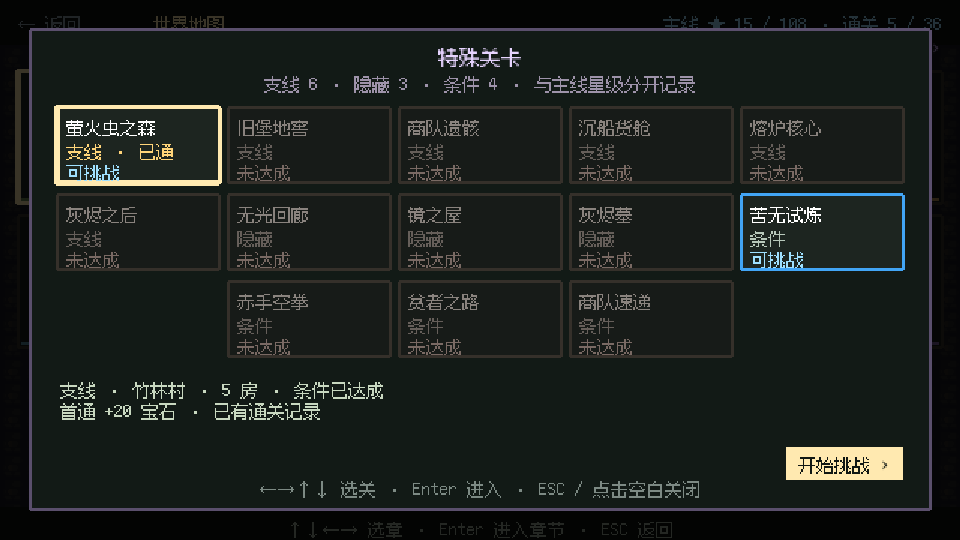 ← 返回 世界地图 主线 ★ 15 / 108 · 通关 5 / 36
特殊关卡
支线 6 · 隐藏 3 · 条件 4 · 与主线星级分开记录
萤火虫之森
支线 · 已通
可挑战
旧堡地窖
支线
未达成
商队遗骸
支线
未达成
沉船货舱
支线
未达成
熔炉核心
支线
未达成
灰烬之后
支线
未达成
无光回廊
隐藏
未达成
镜之屋
隐藏
未达成
灰烬墓
隐藏
未达成
苦无试炼
条件
可挑战
赤手空拳
条件
未达成
贫者之路
条件
未达成
商队速递
条件
未达成
支线 · 竹林村 · 5 房 · 条件已达成
首通 +20 宝石 · 已有通关记录
开始挑战 ›
←→↑↓ 选关 · Enter 进入 · ESC / 点击空白关闭
↑↓←→ 选章 · Enter 进入章节 · ESC 返回